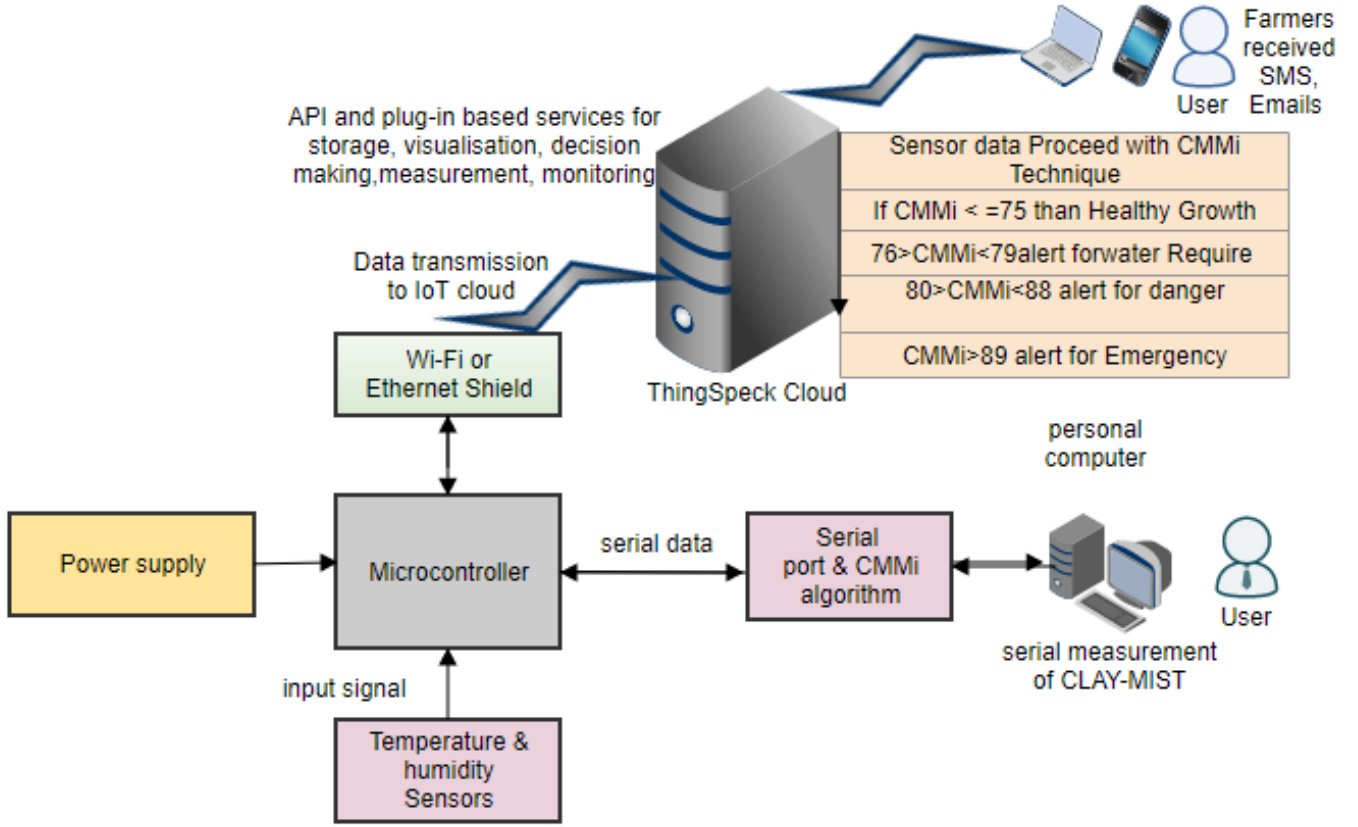 Farmers
received
SMS,
Emails
User
API and plug-in based services for
storage, visualisation, decision
making,measurement, monitoring
Sensor data Proceed with CMMi
Technique
If CMMi < =75 than Healthy Growth
76>CMMi<79alert forwater Require
80>CMMi<88 alert for danger
CMMi>89 alert for Emergency
Data transmission
to IoT cloud
ThingSpeck Cloud
Wi-Fi or
Ethernet Shield
personal
computer
Power supply
Microcontroller
serial data
Serial
port & CMMi
algorithm
User
serial measurement
of CLAY-MIST
input signal
Temperature &
humidity
Sensors